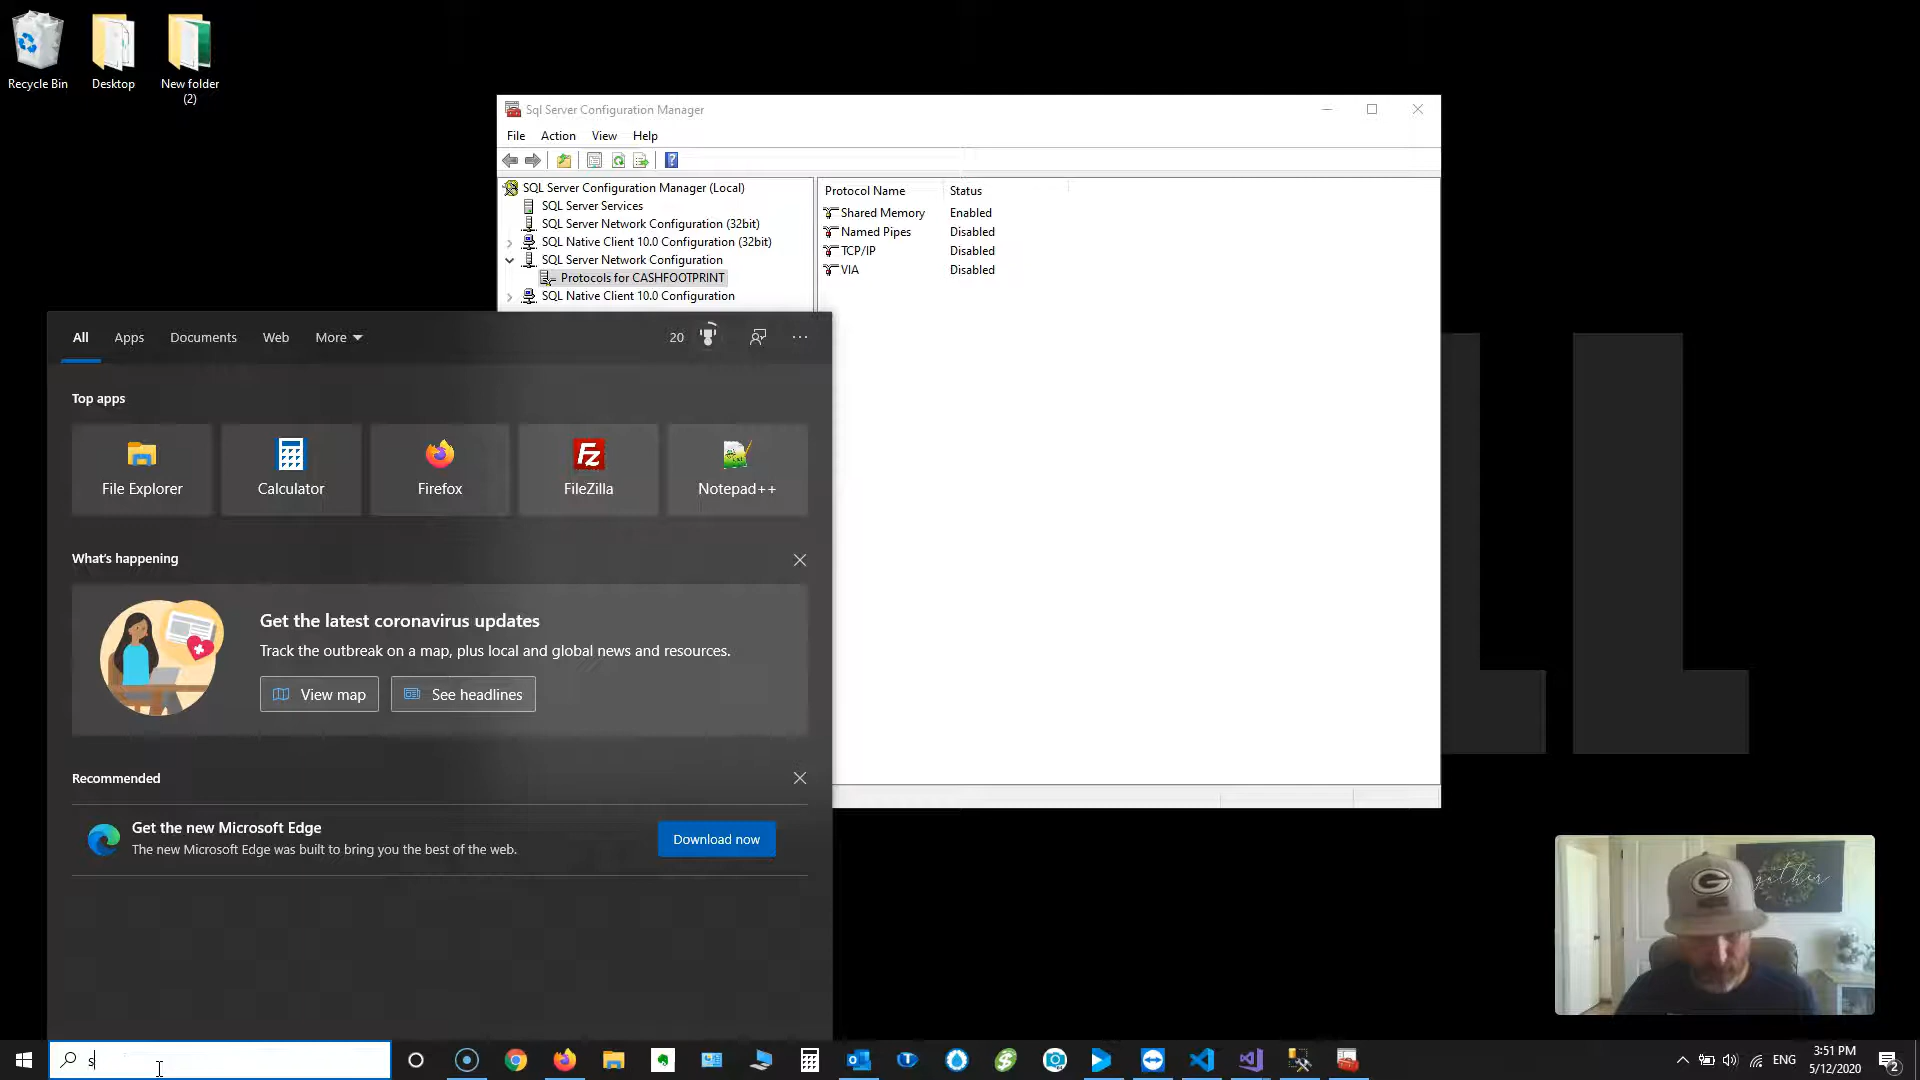 Recycle Bin
Desktop
New folder
(2)
Sql Server Configuration Manager
File Action View Help
SQL Server Configuration Manager (Local)
SQL Server Services
SQL Server Network Configuration (32bit)
SQL Native Client 10.0 Configuration (32bit)
SQL Server Network Configuration
Protocols for CASHFOOTPRINT
SQL Native Client 10.0 Configuration
Protocol Name Status
Shared Memory Enabled
Named Pipes Disabled
TCP/IP Disabled
VIA Disabled
All Apps Documents Web More 20
Top apps
File Explorer Calculator Firefox FileZilla Notepad++
What's happening
Get the latest coronavirus updates
Track the outbreak on a map, plus local and global news and resources.
View map See headlines
Recommended
Get the new Microsoft Edge
The new Microsoft Edge was built to bring you the best of the web.
Download now
gather
s
ENG
3:51 PM
5/12/2020
2